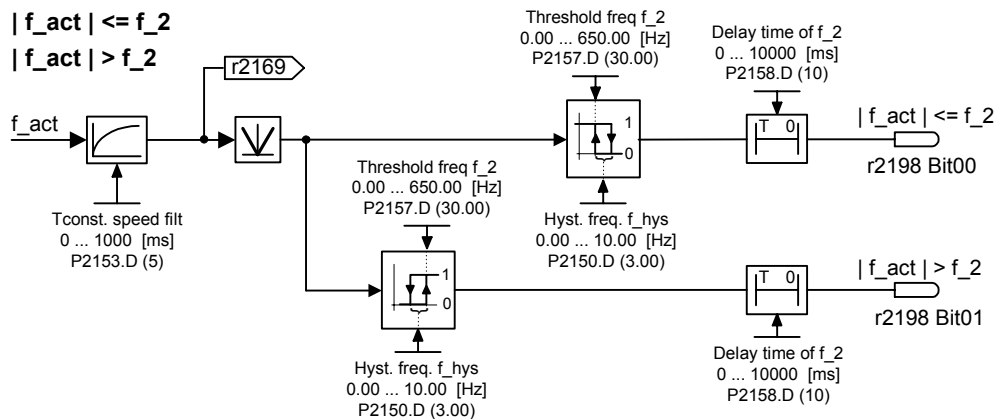 | f_act | <= f_2
| f_act | > f_2
r2169
f_act
Tconst. speed filt
0 ... 1000 [ms]
P2153.D (5)
Threshold freq f_2
0.00 ... 650.00 [Hz]
P2157.D (30.00)
1
0
Hyst. freq. f_hys
0.00 ... 10.00 [Hz]
P2150.D (3.00)
Delay time of f_2
0 ... 10000 [ms]
P2158.D (10)
T 0
| f_act | <= f_2
r2198 Bit00
Threshold freq f_2
0.00 ... 650.00 [Hz]
P2157.D (30.00)
1
0
Hyst. freq. f_hys
0.00 ... 10.00 [Hz]
P2150.D (3.00)
T 0
Delay time of f_2
0 ... 10000 [ms]
P2158.D (10)
| f_act | > f_2
r2198 Bit01